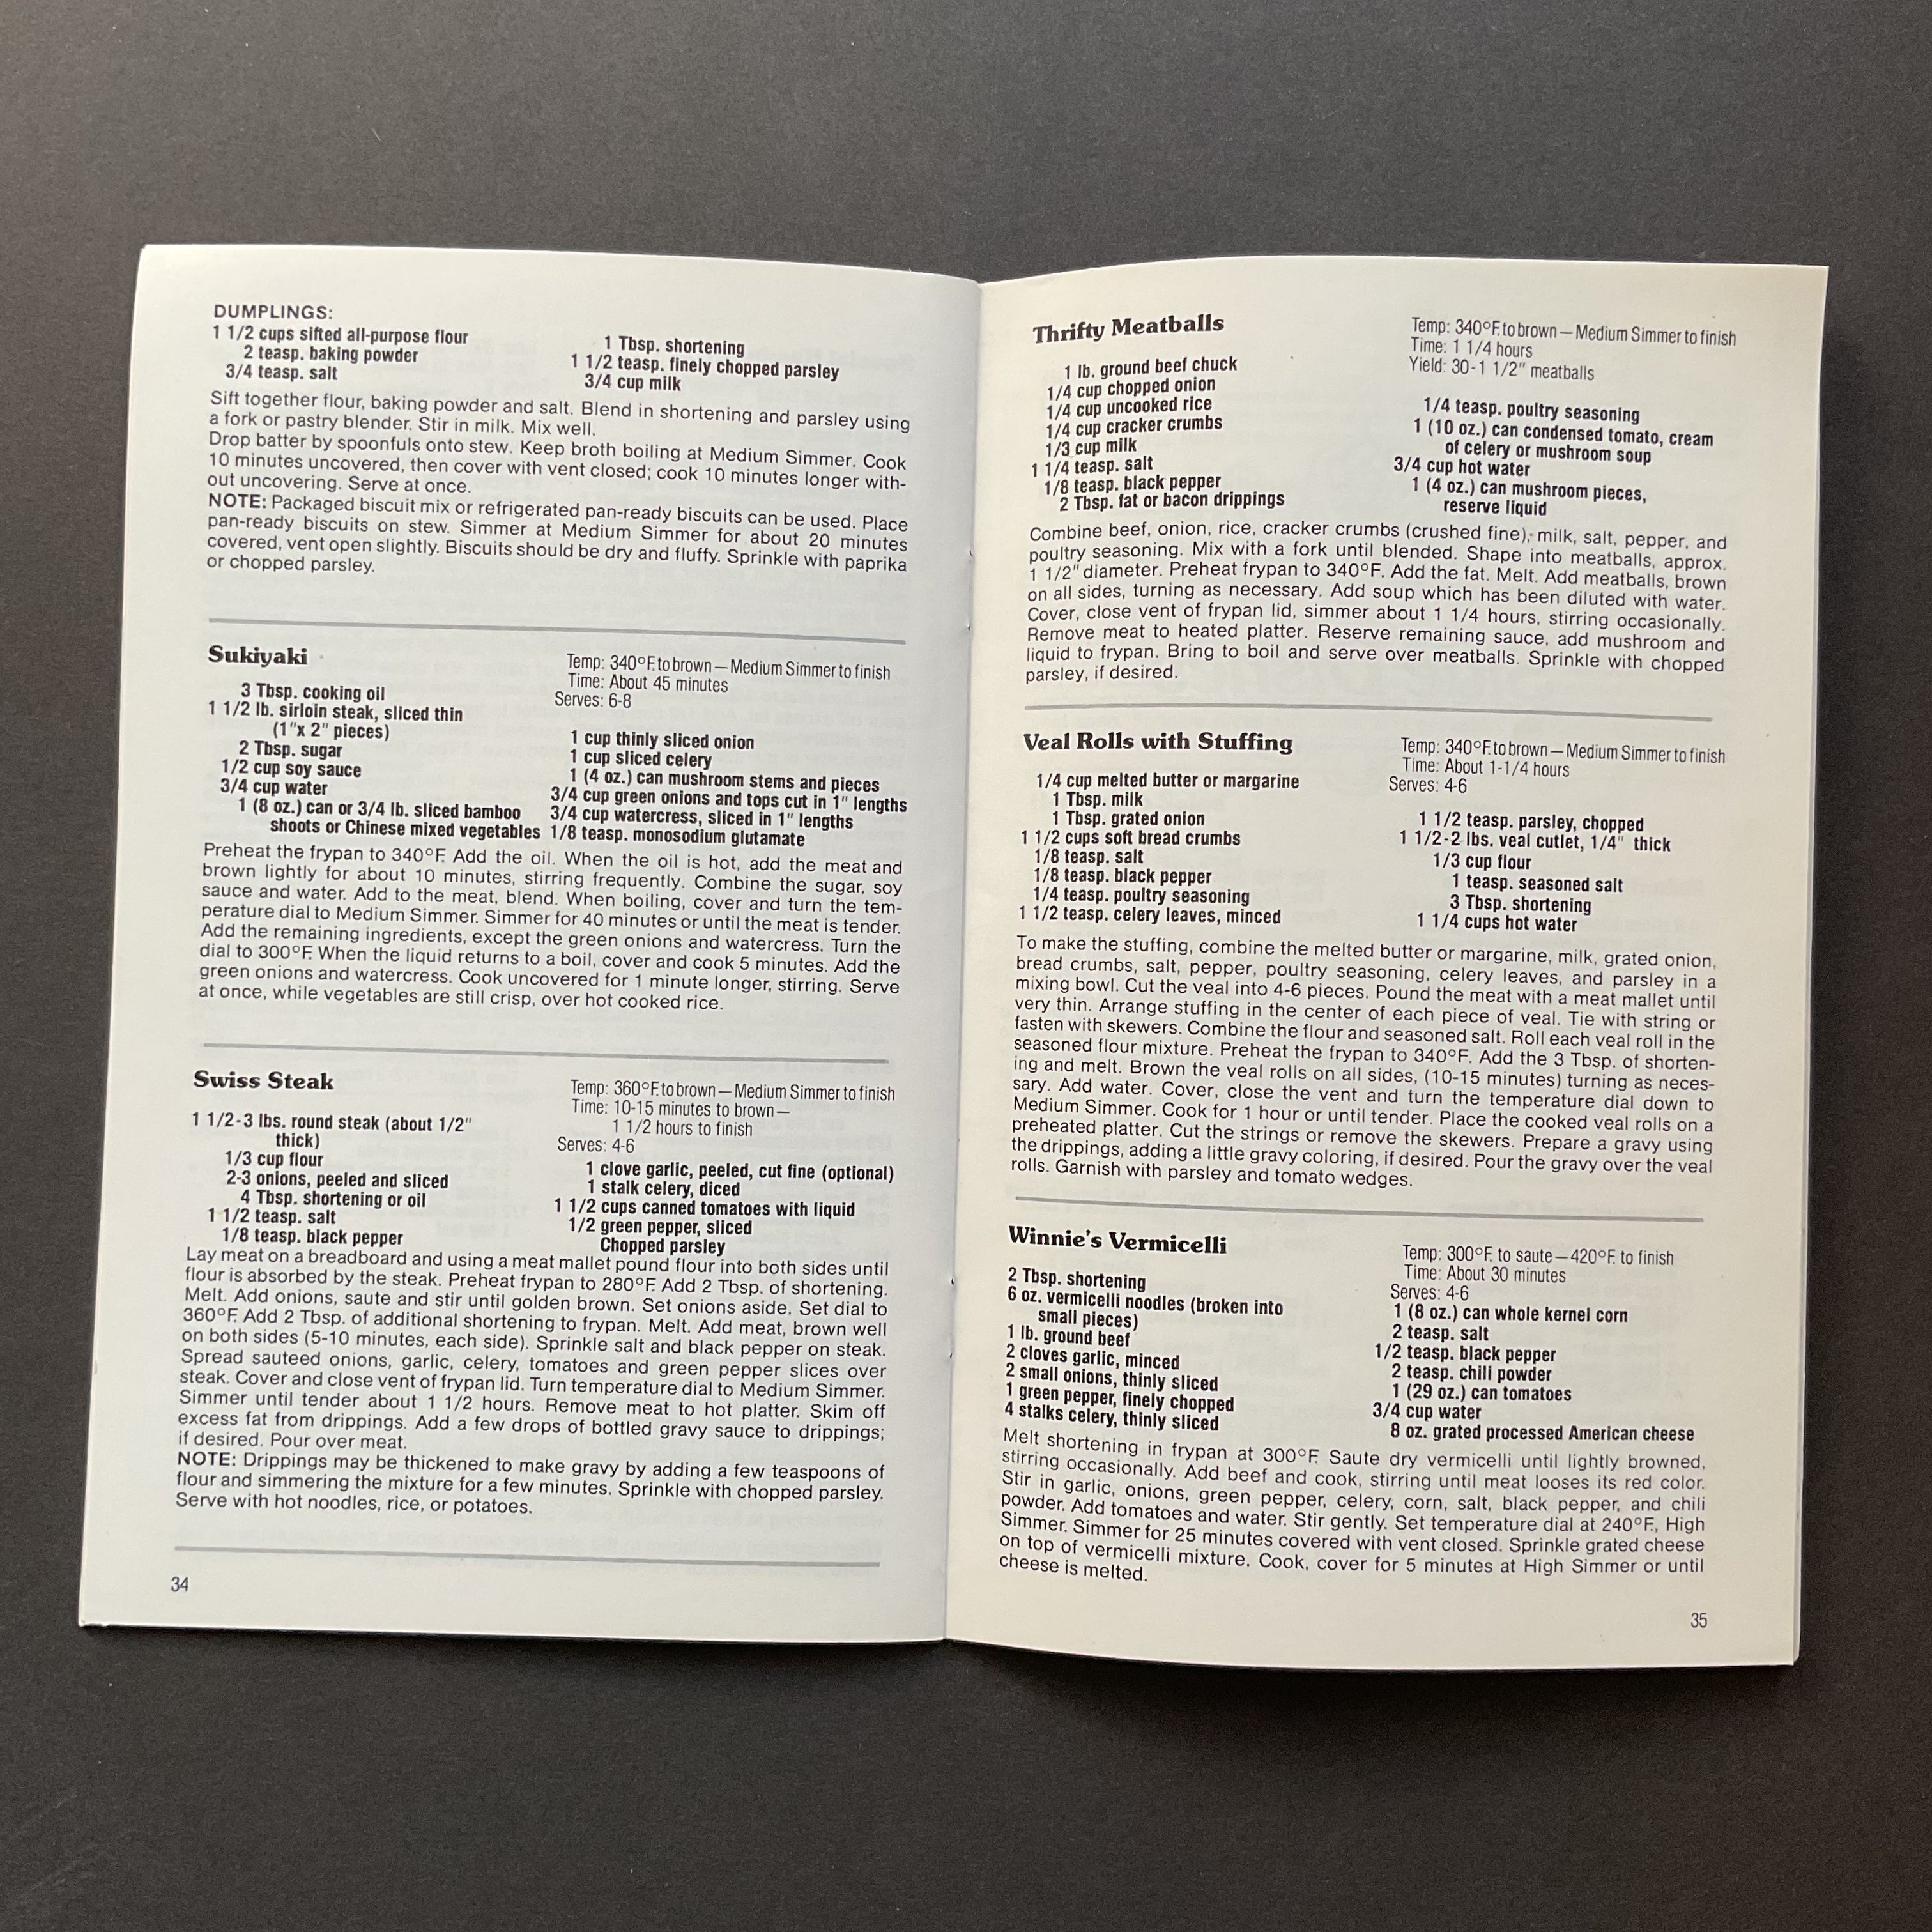 DUMPLINGS:
1 1/2 cups sifted all-purpose flour
2 teasp. baking powder
3/4 teasp. salt
1 Tbsp. shortening
1 1/2 teasp. finely chopped parsley
3/4 cup milk
Sift together flour, baking powder and salt. Blend in shortening and parsley using
a fork or pastry blender. Stir in milk. Mix well.
Drop batter by spoonfuls onto stew. Keep broth boiling at Medium Simmer. Cook
10 minutes uncovered, then cover with vent closed; cook 10 minutes longer with-
out uncovering. Serve at once.
NOTE: Packaged biscuit mix or refrigerated pan-ready biscuits can be used. Place
pan-ready biscuits on stew. Simmer at Medium Simmer for about 20 minutes
covered, vent open slightly. Biscuits should be dry and fluffy. Sprinkle with paprika
or chopped parsley.
Sukiyaki
Temp: 340°F. to brown — Medium Simmer to finish
Time: About 45 minutes
Serves: 6-8
3 Tbsp. cooking oil
1 1/2 lb. sirloin steak, sliced thin
(1"x 2" pieces)
2 Tbsp. sugar
1/2 cup soy sauce
3/4 cup water
1 (8 oz.) can or 3/4 lb. sliced bamboo
shoots or Chinese mixed vegetables
1 cup thinly sliced onion
1 cup sliced celery
1 (4 oz.) can mushroom stems and pieces
3/4 cup green onions and tops cut in 1" lengths
3/4 cup watercress, sliced in 1" lengths
1/8 teasp. monosodium glutamate
Preheat the frypan to 340°F. Add the oil. When the oil is hot, add the meat and
brown lightly for about 10 minutes, stirring frequently. Combine the sugar, soy
sauce and water. Add to the meat, blend. When boiling, cover and turn the tem-
perature dial to Medium Simmer. Simmer for 40 minutes or until the meat is tender.
Add the remaining ingredients, except the green onions and watercress. Turn the
dial to 300°F. When the liquid returns to a boil, cover and cook 5 minutes. Add the
green onions and watercress. Cook uncovered for 1 minute longer, stirring. Serve
at once, while vegetables are still crisp, over hot cooked rice.
Swiss Steak
Temp: 360°F. to brown — Medium Simmer to finish
Time: 10-15 minutes to brown —
1 1/2 hours to finish
Serves: 4-6
1 1/2-3 lbs. round steak (about 1/2"
thick)
1/3 cup flour
2-3 onions, peeled and sliced
4 Tbsp. shortening or oil
1 1/2 teasp. salt
1/8 teasp. black pepper
1 clove garlic, peeled, cut fine (optional)
1 stalk celery, diced
1 1/2 cups canned tomatoes with liquid
1/2 green pepper, sliced
Chopped parsley
Lay meat on a breadboard and using a meat mallet pound flour into both sides until
flour is absorbed by the steak. Preheat frypan to 280°F. Add 2 Tbsp. of shortening.
Melt. Add onions, saute and stir until golden brown. Set onions aside. Set dial to
360°F. Add 2 Tbsp. of additional shortening to frypan. Melt. Add meat, brown well
on both sides (5-10 minutes, each side). Sprinkle salt and black pepper on steak.
Spread sauteed onions, garlic, celery, tomatoes and green pepper slices over
steak. Cover and close vent of frypan lid. Turn temperature dial to Medium Simmer.
Simmer until tender about 1 1/2 hours. Remove meat to hot platter. Skim off
excess fat from drippings. Add a few drops of bottled gravy sauce to drippings;
if desired. Pour over meat.
NOTE: Drippings may be thickened to make gravy by adding a few teaspoons of
flour and simmering the mixture for a few minutes. Sprinkle with chopped parsley.
Serve with hot noodles, rice, or potatoes.
34
Thrifty Meatballs
Temp: 340°F. to brown — Medium Simmer to finish
Time: 1 1/4 hours
Yield: 30-1 1/2" meatballs
1 lb. ground beef chuck
1/4 cup chopped onion
1/4 cup uncooked rice
1/4 cup cracker crumbs
1/3 cup milk
1 1/4 teasp. salt
1/8 teasp. black pepper
2 Tbsp. fat or bacon drippings
1/4 teasp. poultry seasoning
1 (10 oz.) can condensed tomato, cream
of celery or mushroom soup
3/4 cup hot water
1 (4 oz.) can mushroom pieces,
reserve liquid
Combine beef, onion, rice, cracker crumbs (crushed fine), milk, salt, pepper, and
poultry seasoning. Mix with a fork until blended. Shape into meatballs, approx.
1 1/2" diameter. Preheat frypan to 340°F. Add the fat. Melt. Add meatballs, brown
on all sides, turning as necessary. Add soup which has been diluted with water.
Cover, close vent of frypan lid, simmer about 1 1/4 hours, stirring occasionally.
Remove meat to heated platter. Reserve remaining sauce, add mushroom and
liquid to frypan. Bring to boil and serve over meatballs. Sprinkle with chopped
parsley, if desired.
Veal Rolls with Stuffing
Temp: 340°F. to brown — Medium Simmer to finish
Time: About 1-1/4 hours
Serves: 4-6
1/4 cup melted butter or margarine
1 Tbsp. milk
1 Tbsp. grated onion
1 1/2 cups soft bread crumbs
1/8 teasp. salt
1/8 teasp. black pepper
1/4 teasp. poultry seasoning
1 1/2 teasp. celery leaves, minced
1 1/2 teasp. parsley, chopped
1 1/2-2 lbs. veal cutlet, 1/4" thick
1/3 cup flour
1 teasp. seasoned salt
3 Tbsp. shortening
1 1/4 cups hot water
To make the stuffing, combine the melted butter or margarine, milk, grated onion,
bread crumbs, salt, pepper, poultry seasoning, celery leaves, and parsley in a
mixing bowl. Cut the veal into 4-6 pieces. Pound the meat with a meat mallet until
very thin. Arrange stuffing in the center of each piece of veal. Tie with string or
fasten with skewers. Combine the flour and seasoned salt. Roll each veal roll in the
seasoned flour mixture. Preheat the frypan to 340°F. Add the 3 Tbsp. of shorten-
ing and melt. Brown the veal rolls on all sides, (10-15 minutes) turning as neces-
sary. Add water. Cover, close the vent and turn the temperature dial down to
Medium Simmer. Cook for 1 hour or until tender. Place the cooked veal rolls on a
preheated platter. Cut the strings or remove the skewers. Prepare a gravy using
the drippings, adding a little gravy coloring, if desired. Pour the gravy over the veal
rolls. Garnish with parsley and tomato wedges.
Winnie's Vermicelli
Temp: 300°F. to saute — 420°F. to finish
Time: About 30 minutes
Serves: 4-6
2 Tbsp. shortening
6 oz. vermicelli noodles (broken into
small pieces)
1 lb. ground beef
2 cloves garlic, minced
2 small onions, thinly sliced
1 green pepper, finely chopped
4 stalks celery, thinly sliced
1 (8 oz.) can whole kernel corn
2 teasp. salt
1/2 teasp. black pepper
2 teasp. chili powder
1 (29 oz.) can tomatoes
3/4 cup water
8 oz. grated processed American cheese
Melt shortening in frypan at 300°F. Saute dry vermicelli until lightly browned,
stirring occasionally. Add beef and cook, stirring until meat looses its red color.
Stir in garlic, onions, green pepper, celery, corn, salt, black pepper, and chili
powder. Add tomatoes and water. Stir gently. Set temperature dial at 240°F., High
Simmer. Simmer for 25 minutes covered with vent closed. Sprinkle grated cheese
on top of vermicelli mixture. Cook, cover for 5 minutes at High Simmer or until
cheese is melted.
35